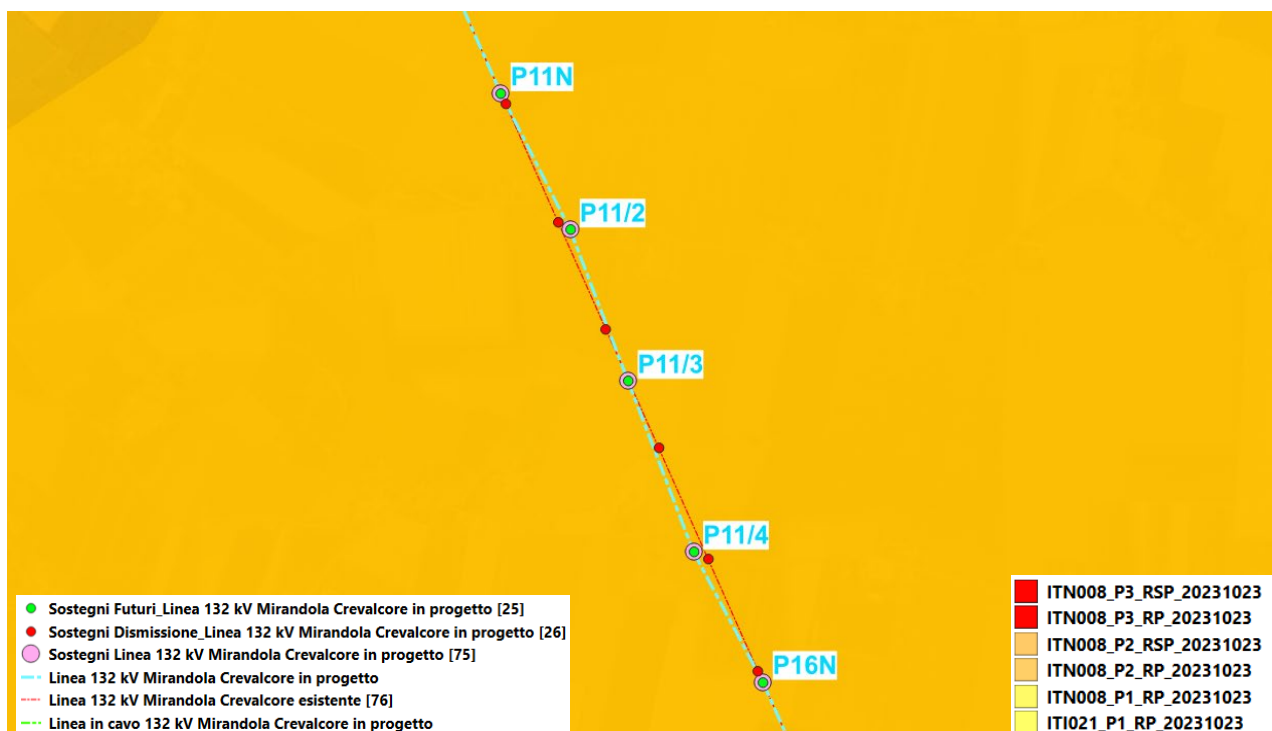 P11N
P11/2
P11/3
P11/4
P16N
Sostegni Futuri_Linea 132 kV Mirandola Crevalcore in progetto [25]
Sostegni Dismissione_Linea 132 kV Mirandola Crevalcore in progetto [26]
Sostegni Linea 132 kV Mirandola Crevalcore in progetto [75]
Linea 132 kV Mirandola Crevalcore in progetto
Linea 132 kV Mirandola Crevalcore esistente [76]
Linea in cavo 132 kV Mirandola Crevalcore in progetto
ITN008_P3_RSP_20231023
ITN008_P3_RP_20231023
ITN008_P2_RSP_20231023
ITN008_P2_RP_20231023
ITN008_P1_RP_20231023
ITI021_P1_RP_20231023